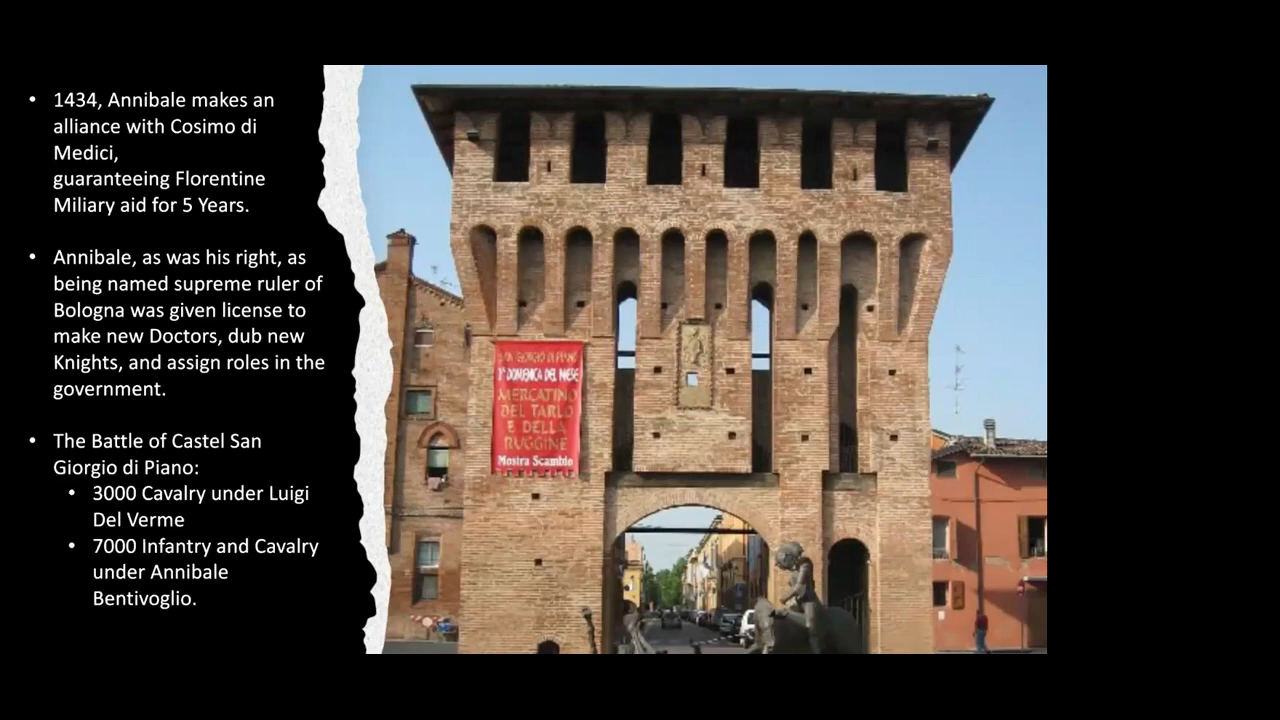 • 1434, Annibale makes an
alliance with Cosimo di
Medici,
guaranteeing Florentine
Miliary aid for 5 Years.
• Annibale, as was his right, as
being named supreme ruler of
Bologna was given license to
make new Doctors, dub new
Knights, and assign roles in the
government.
• The Battle of Castel San
Giorgio di Piano:
• 3000 Cavalry under Luigi
Del Verme
• 7000 Infantry and Cavalry
under Annibale
Bentivoglio.
SAN GIORGIO DI PIANO
1ª DOMENICA DEL MESE
MERCATINO
DEL TARLO
E DELLA
RUGGINE
Mostra Scambio